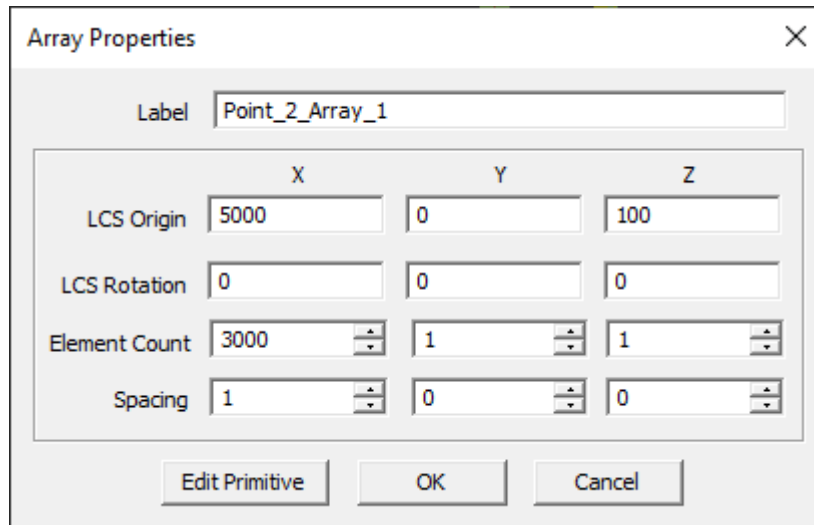 Array Properties
Label Point_2_Array_1
X Y Z
LCS Origin 5000 0 100
LCS Rotation 0 0 0
Element Count 3000 1 1
Spacing 1 0 0
Edit Primitive OK Cancel